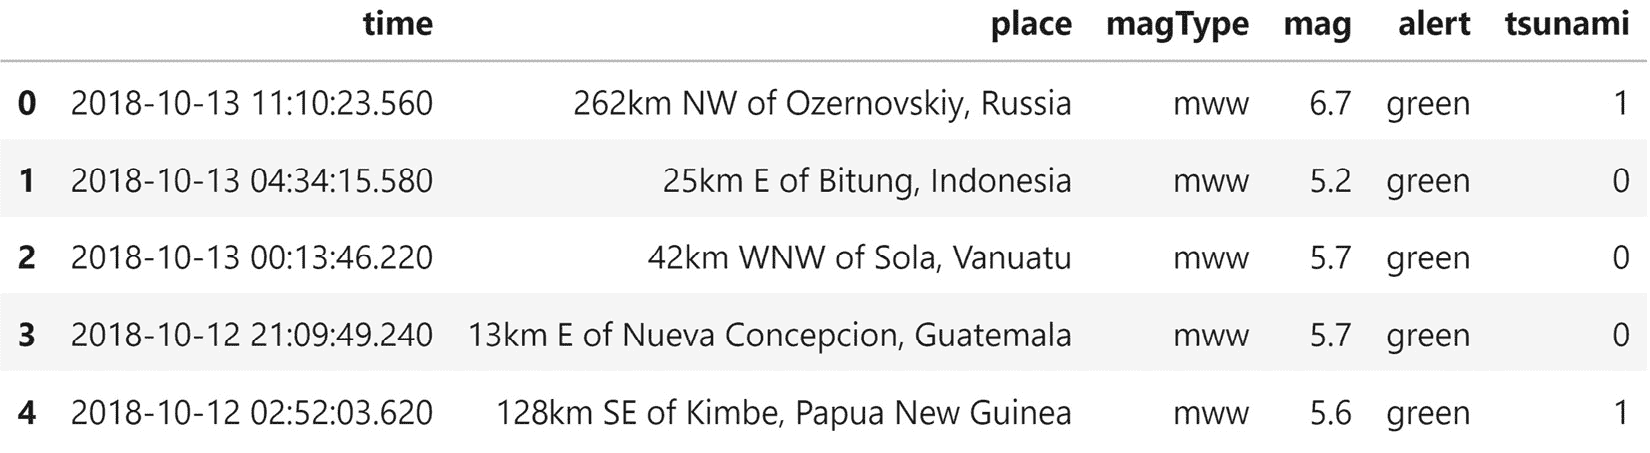 time place magType mag alert tsunami
0 2018-10-13 11:10:23.560 262km NW of Ozernovskiy, Russia mww 6.7 green 1
1 2018-10-13 04:34:15.580 25km E of Bitung, Indonesia mww 5.2 green 0
2 2018-10-13 00:13:46.220 42km WNW of Sola, Vanuatu mww 5.7 green 0
3 2018-10-12 21:09:49.240 13km E of Nueva Concepcion, Guatemala mww 5.7 green 0
4 2018-10-12 02:52:03.620 128km SE of Kimbe, Papua New Guinea mww 5.6 green 1